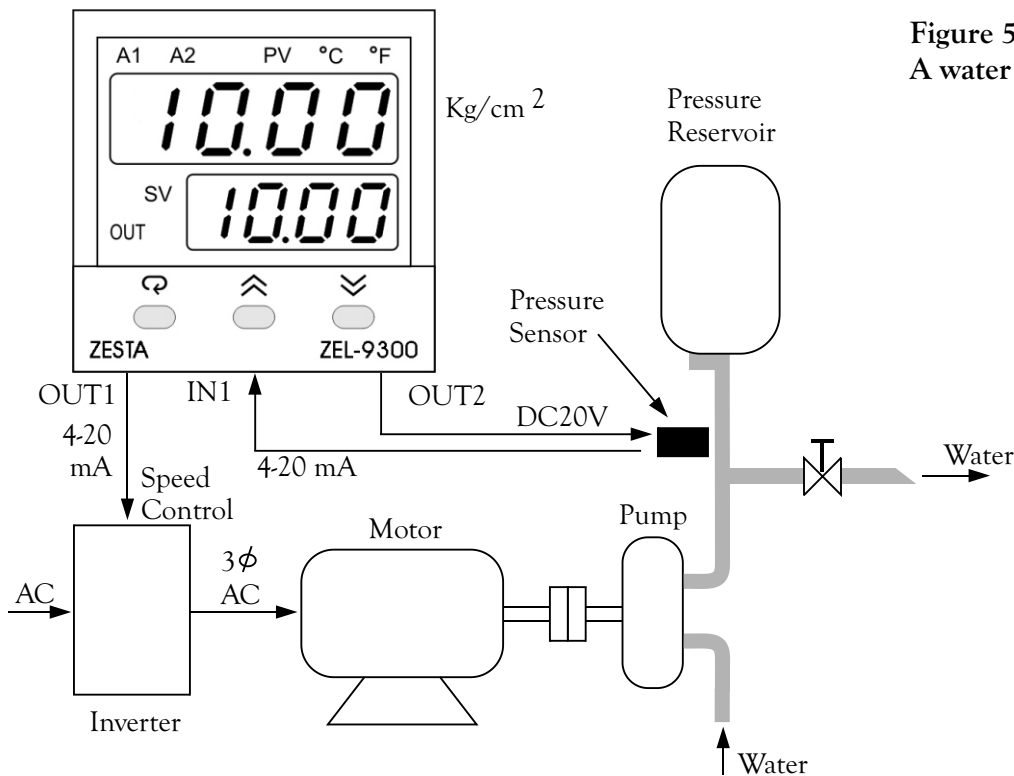 Figure 5
A water
A1 A2 PV °C °F
10.00
Kg/cm 2
SV
10.00
OUT
ZESTA ZEL-9300
Pressure
Reservoir
Pressure
Sensor
OUT1
IN1
OUT2
DC20V
4-20
mA
4-20 mA
Speed
Control
Water
Motor
Pump
3ϕ
AC
AC
Inverter
Water